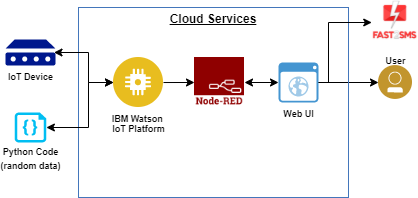 Cloud Services
FAST2SMS
IoT Device
User
IBM Watson
IoT Platform
Node-RED
Web UI
Python Code
(random data)